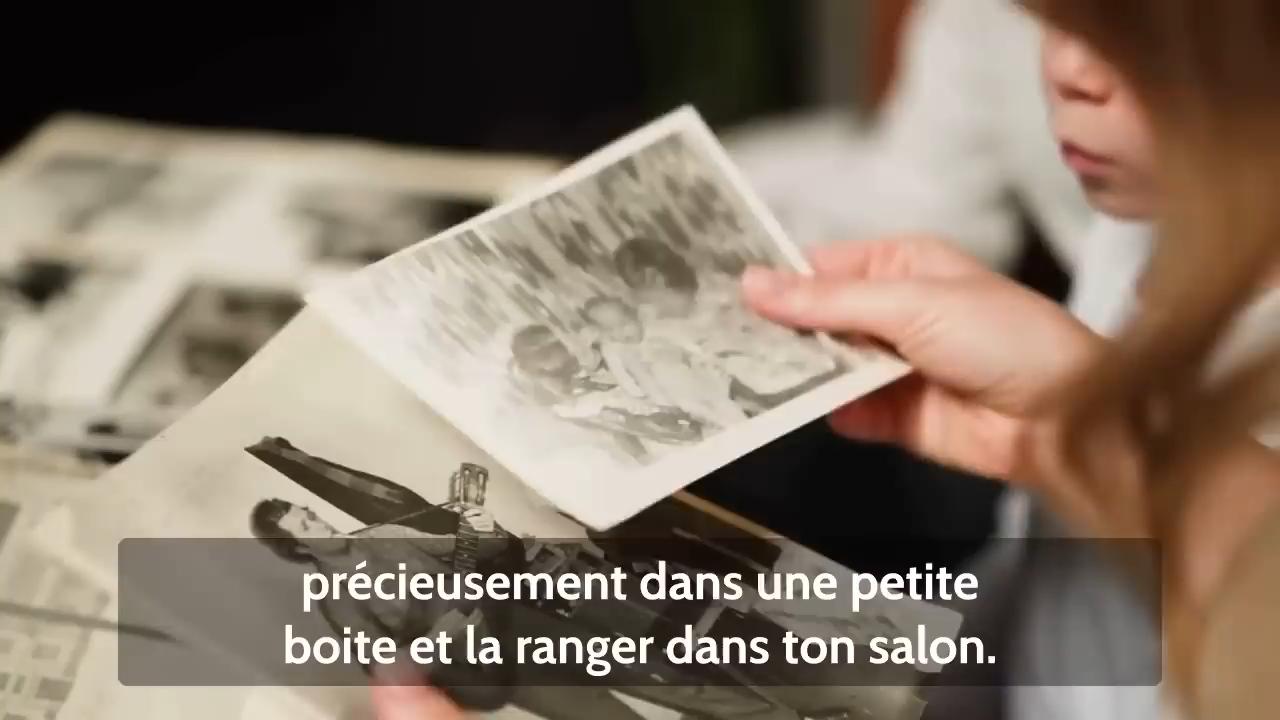 précieusement dans une petite
boite et la ranger dans ton salon.